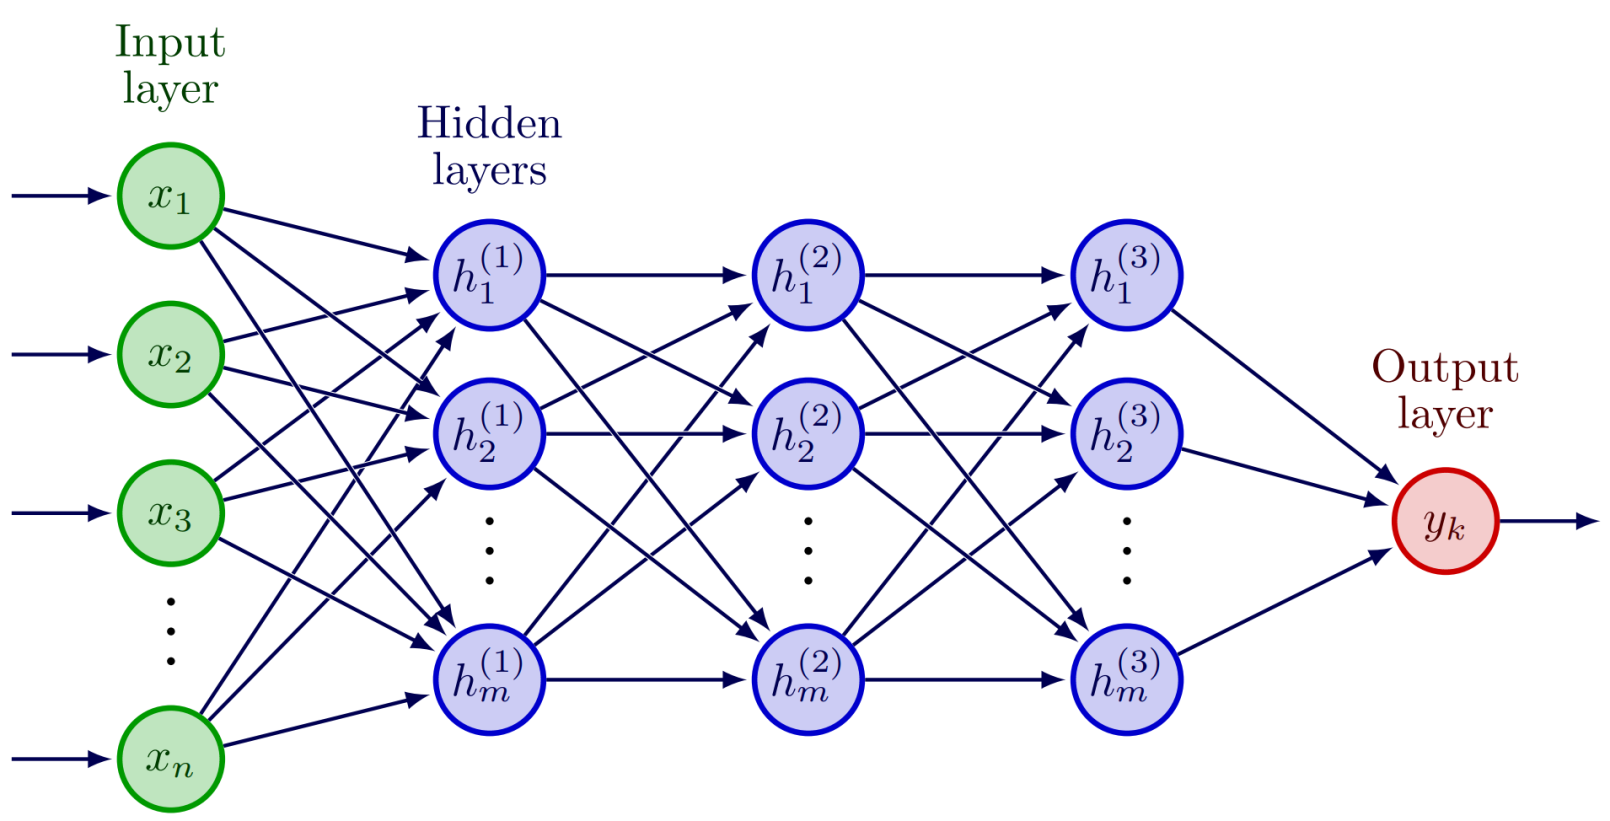 Input
layer
Hidden
layers
Output
layer
x₁
x₂
x₃
xₙ
h₁⁽¹⁾
h₂⁽¹⁾
hₘ⁽¹⁾
h₁⁽²⁾
h₂⁽²⁾
hₘ⁽²⁾
h₁⁽³⁾
h₂⁽³⁾
hₘ⁽³⁾
yₖ